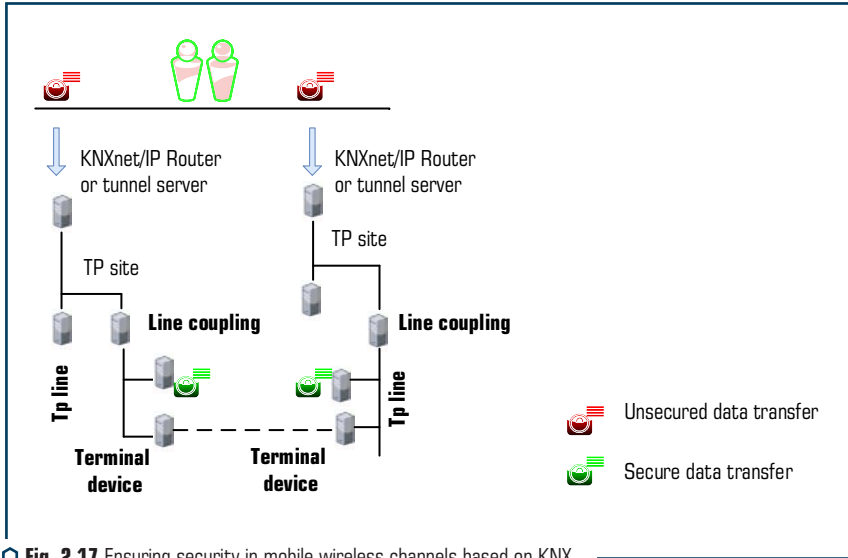 KNXnet/IP Router
or tunnel server
KNXnet/IP Router
or tunnel server
TP site
TP site
Line coupling
Line coupling
Tp line
Tp line
Terminal
device
Terminal
device
Unsecured data transfer
Secure data transfer
Fig. 2.17 Ensuring security in mobile wireless channels based on KNX